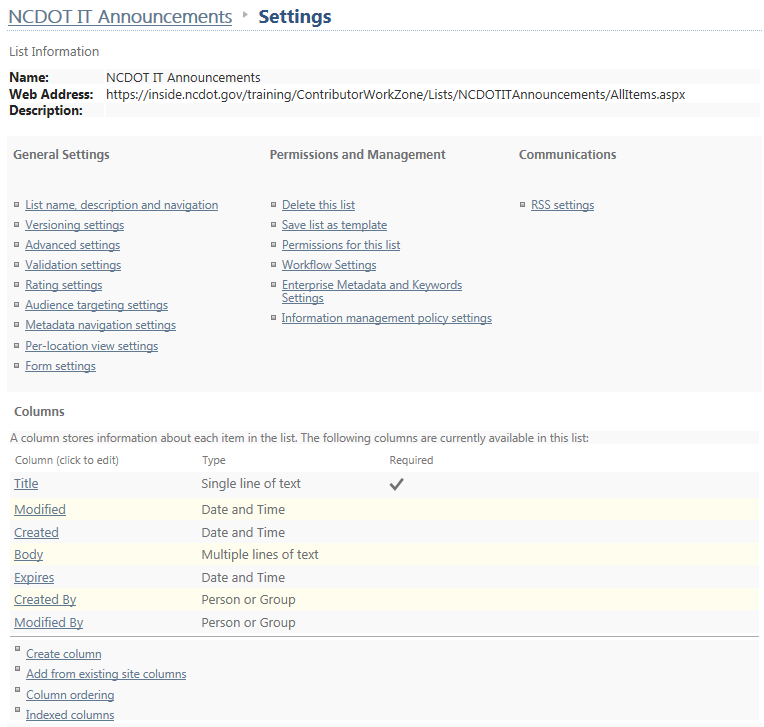 NCDOT IT Announcements ‣ Settings
List Information
Name: NCDOT IT Announcements
Web Address: https://inside.ncdot.gov/training/ContributorWorkZone/Lists/NCDOTITAnnouncements/AllItems.aspx
Description:
General Settings
List name, description and navigation
Versioning settings
Advanced settings
Validation settings
Rating settings
Audience targeting settings
Metadata navigation settings
Per-location view settings
Form settings
Permissions and Management
Delete this list
Save list as template
Permissions for this list
Workflow Settings
Enterprise Metadata and Keywords
Settings
Information management policy settings
Communications
RSS settings
Columns
A column stores information about each item in the list. The following columns are currently available in this list:
Column (click to edit) Type Required
Title Single line of text ✓
Modified Date and Time
Created Date and Time
Body Multiple lines of text
Expires Date and Time
Created By Person or Group
Modified By Person or Group
Create column
Add from existing site columns
Column ordering
Indexed columns